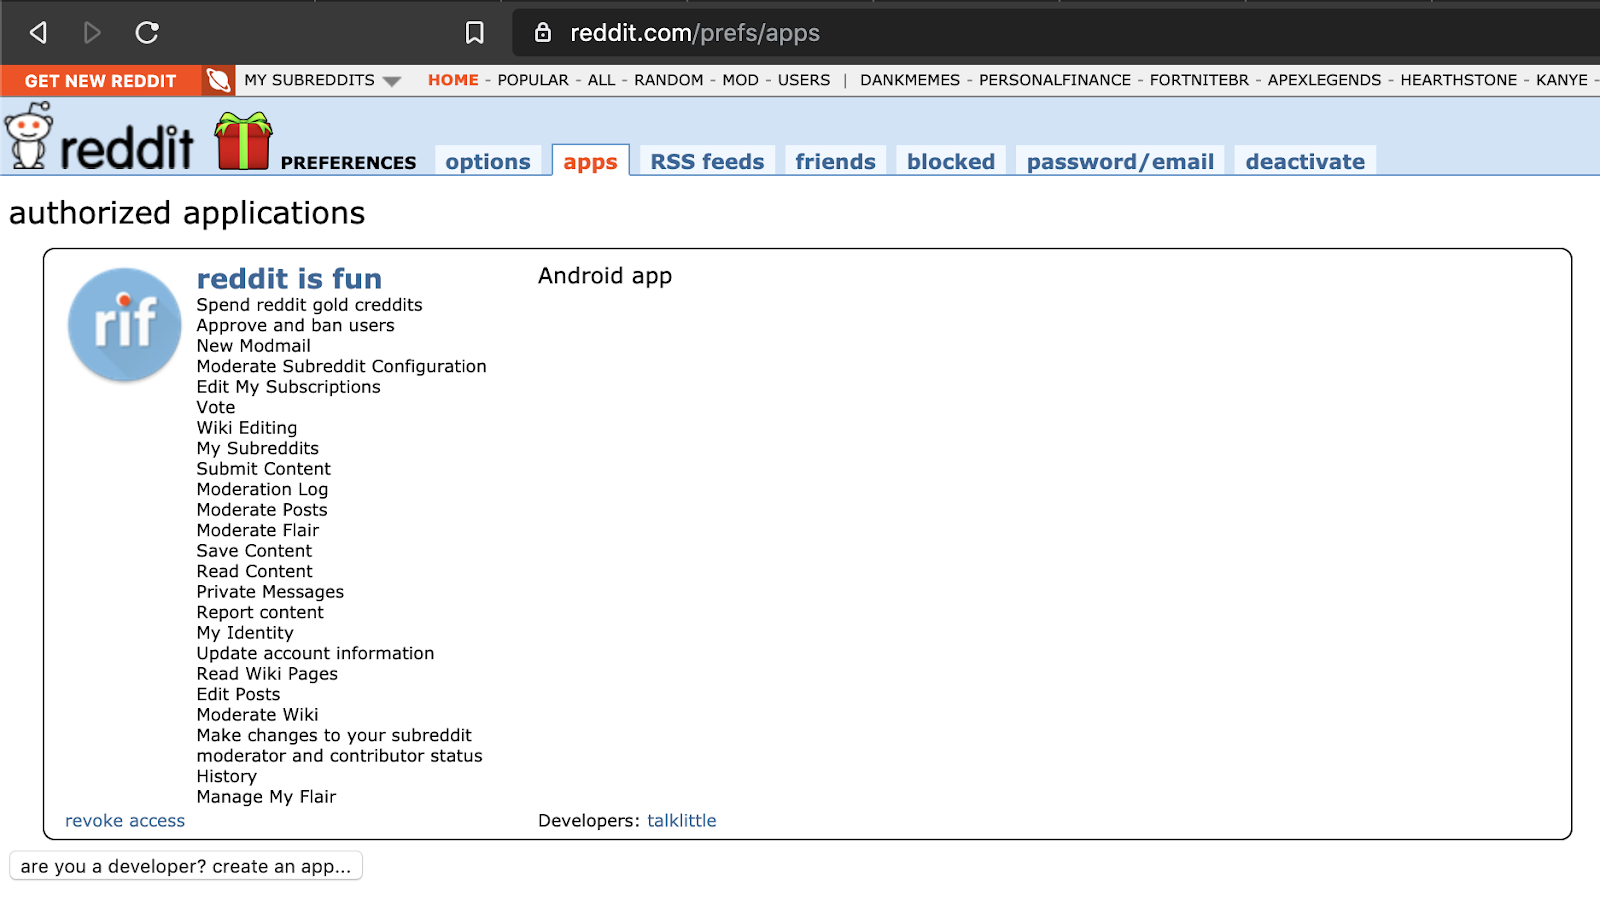 reddit.com/prefs/apps
GET NEW REDDIT MY SUBREDDITS HOME - POPULAR - ALL - RANDOM - MOD - USERS | DANKMEMES - PERSONALFINANCE - FORTNITEBR - APEXLEGENDS - HEARTHSTONE - KANYE -
reddit PREFERENCES options apps RSS feeds friends blocked password/email deactivate
authorized applications
rif
reddit is fun Android app
Spend reddit gold creddits
Approve and ban users
New Modmail
Moderate Subreddit Configuration
Edit My Subscriptions
Vote
Wiki Editing
My Subreddits
Submit Content
Moderation Log
Moderate Posts
Moderate Flair
Save Content
Read Content
Private Messages
Report content
My Identity
Update account information
Read Wiki Pages
Edit Posts
Moderate Wiki
Make changes to your subreddit
moderator and contributor status
History
Manage My Flair
revoke access Developers: talklittle
are you a developer? create an app...